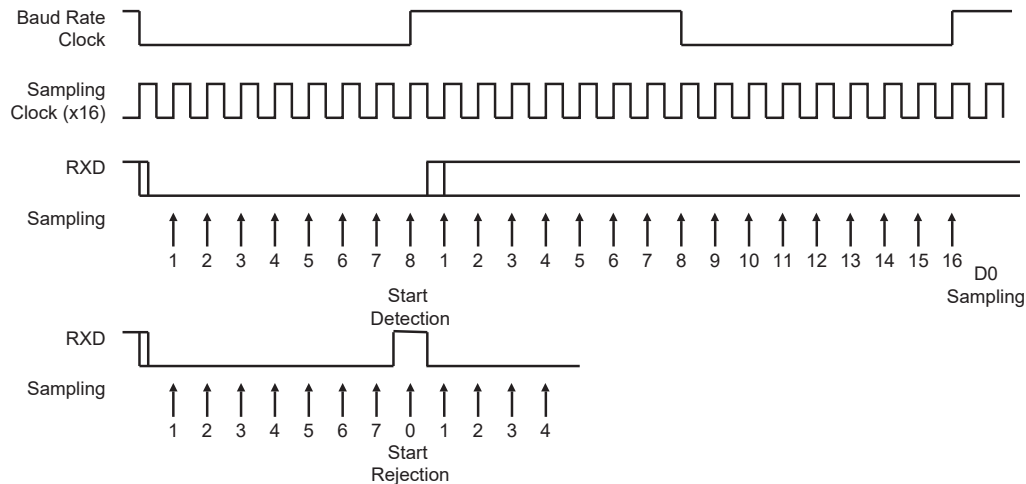 Baud Rate
Clock
Sampling
Clock (x16)
RXD
Sampling
1 2 3 4 5 6 7 8 1 2 3 4 5 6 7 8 9 10 11 12 13 14 15 16
D0
Sampling
Start
Detection
RXD
Sampling
1 2 3 4 5 6 7 0 1 2 3 4
Start
Rejection